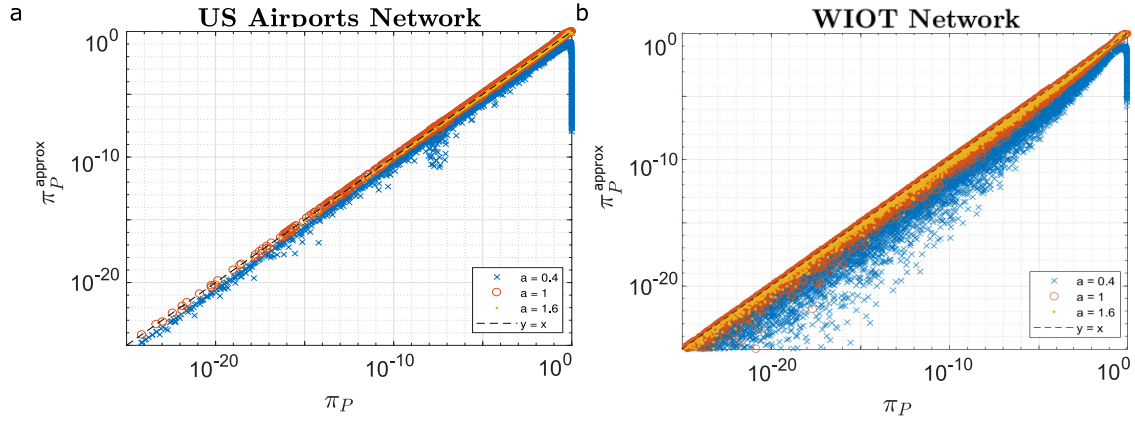 a
US Airports Network
10^0
10^-10
10^-20
π_P^approx
a = 0.4
a = 1
a = 1.6
y = x
10^-20
10^-10
10^0
π_P
b
WIOT Network
10^0
10^-10
10^-20
π_P^approx
a = 0.4
a = 1
a = 1.6
y = x
10^-20
10^-10
10^0
π_P